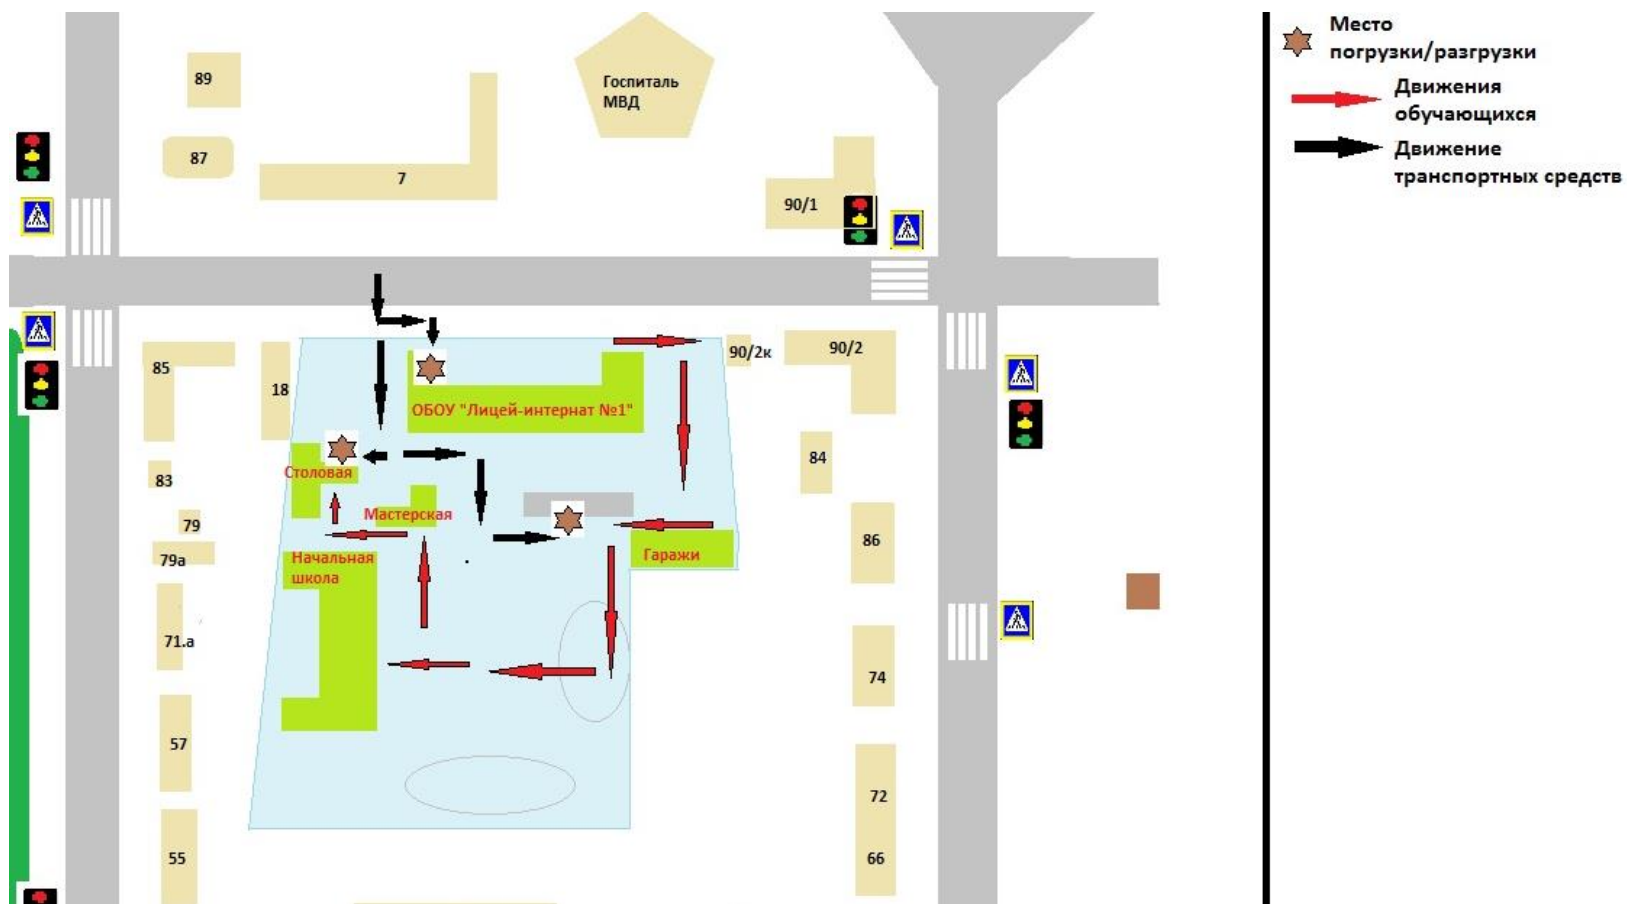 Место
погрузки/разгрузки
Движения
обучающихся
Движение
транспортных средств
89
Госпиталь
МВД
87
7
90/1
85
18
90/2к
90/2
ОБОУ "Лицей-интернат №1"
84
Столовая
83
Мастерская
79
79а
Начальная
школа
Гаражи
86
71.а
74
57
72
55
66